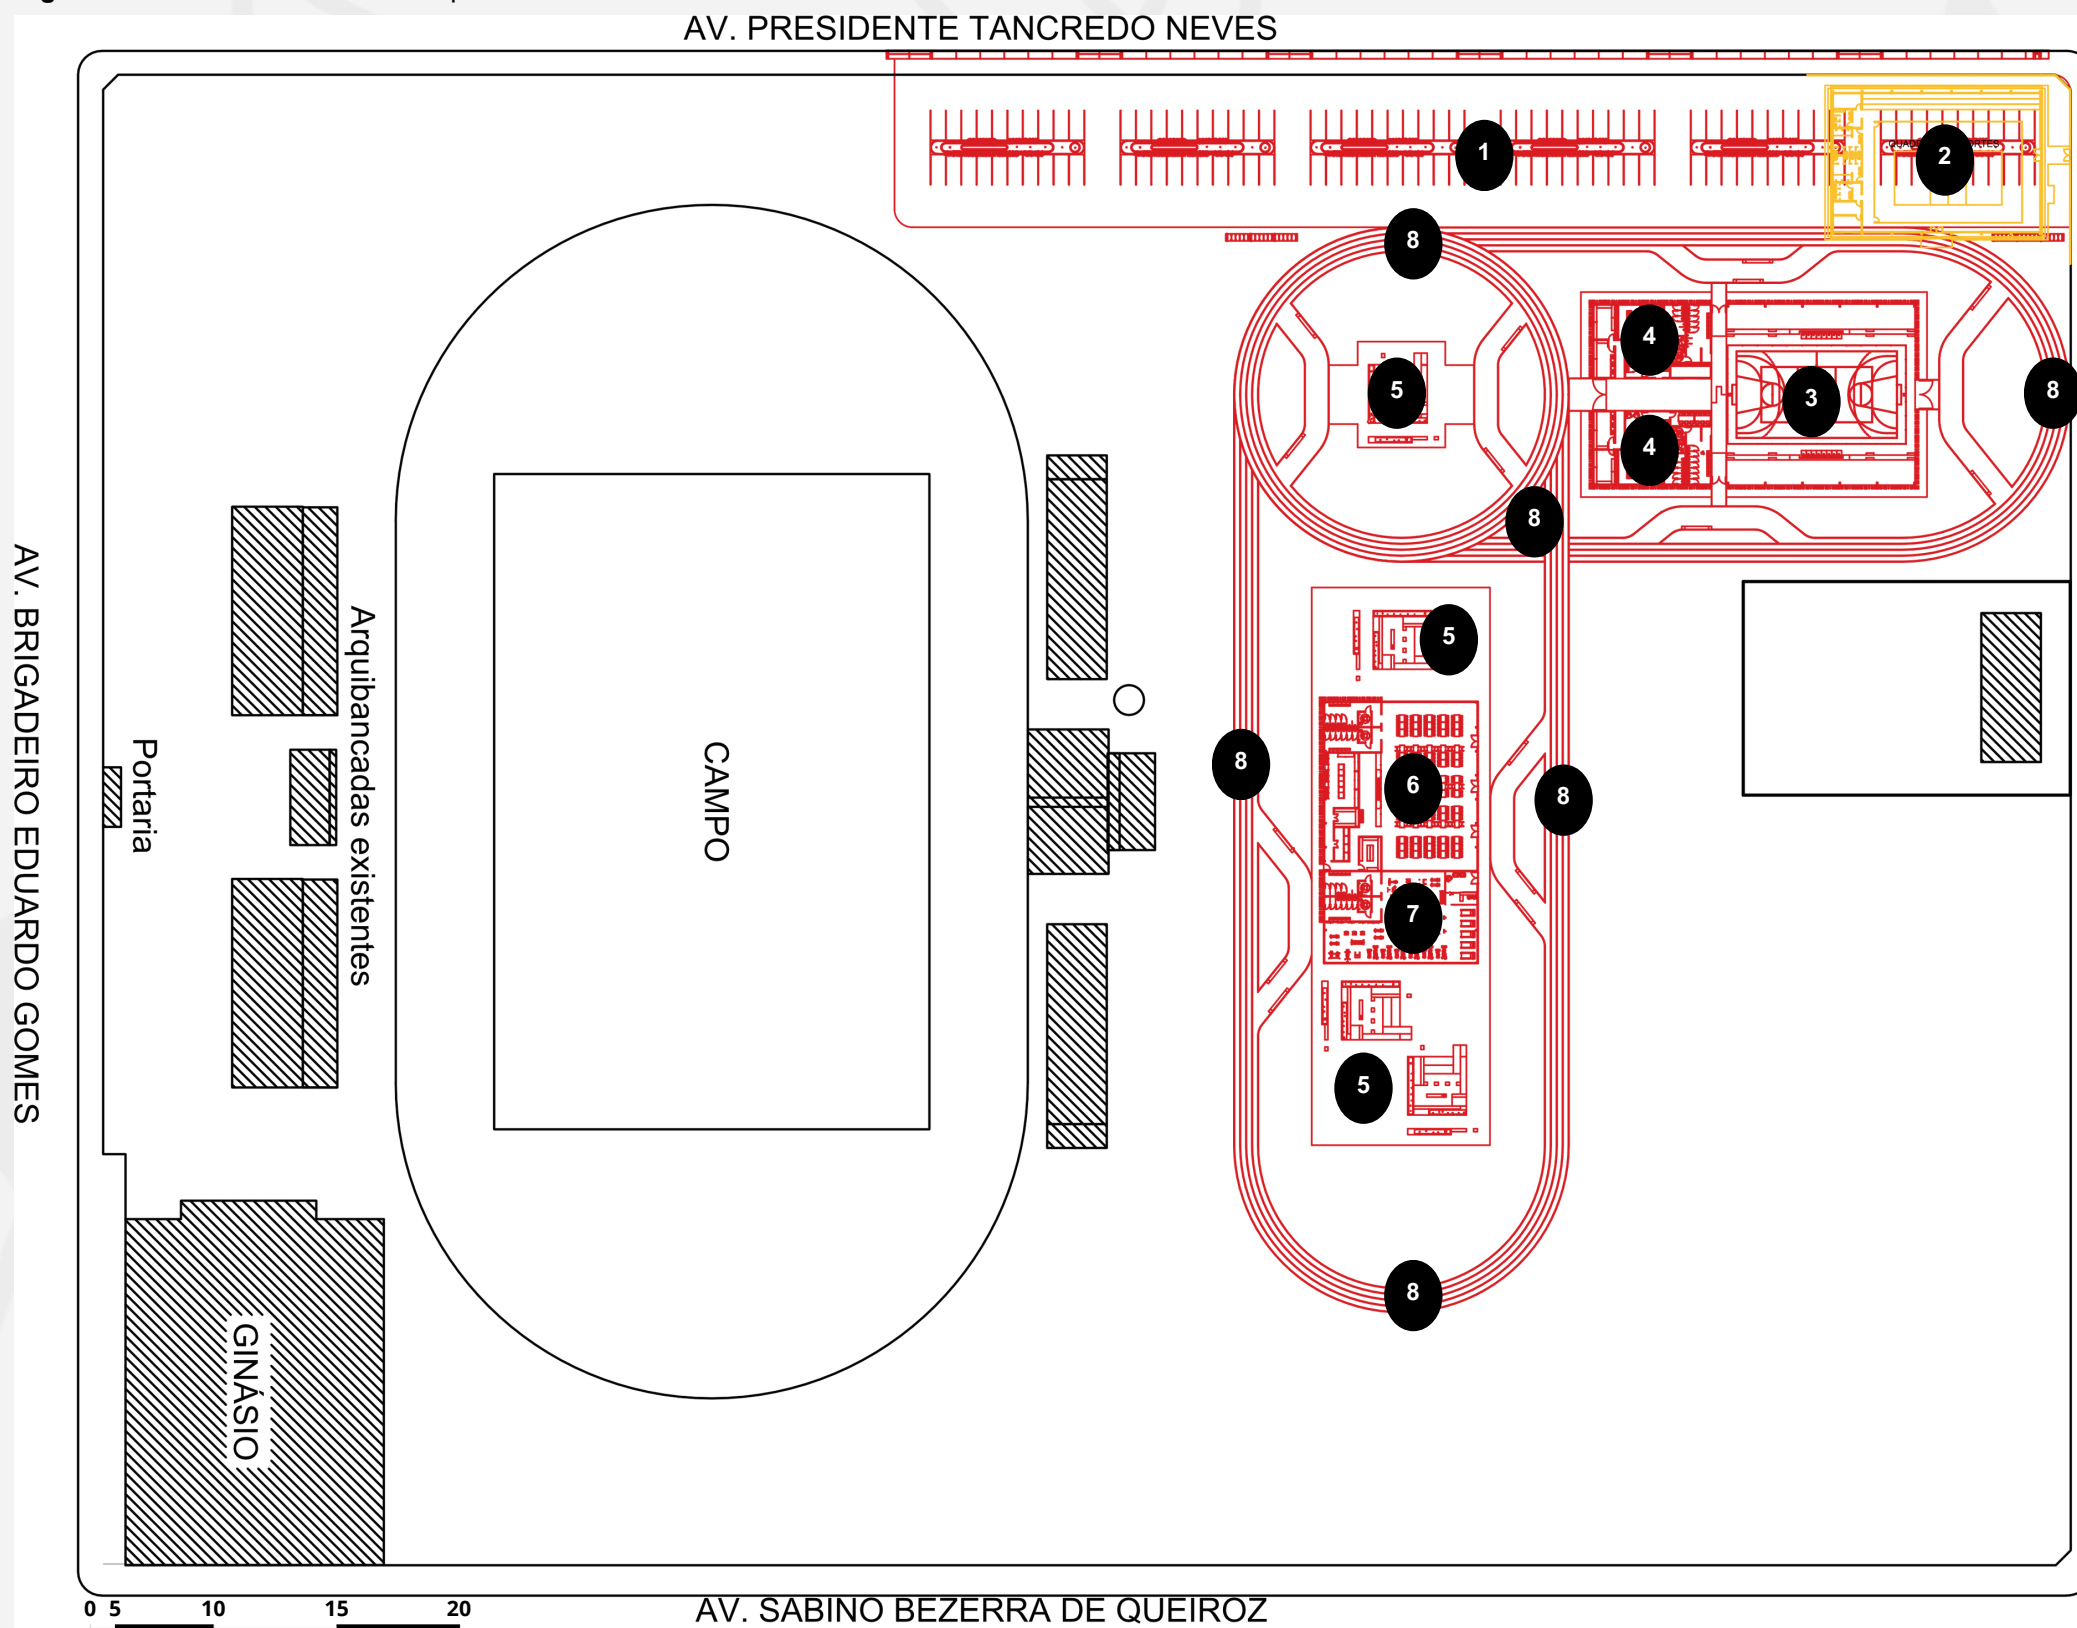 AV. PRESIDENTE TANCREDO NEVES
1
2
8
4
3
5
8
4
8
5
AV. BRIGADEIRO EDUARDO GOMES
Portaria
Arquibancadas existentes
CAMPO
8
6
8
7
5
8
GINÁSIO
0 5 10 15 20
AV. SABINO BEZERRA DE QUEIROZ